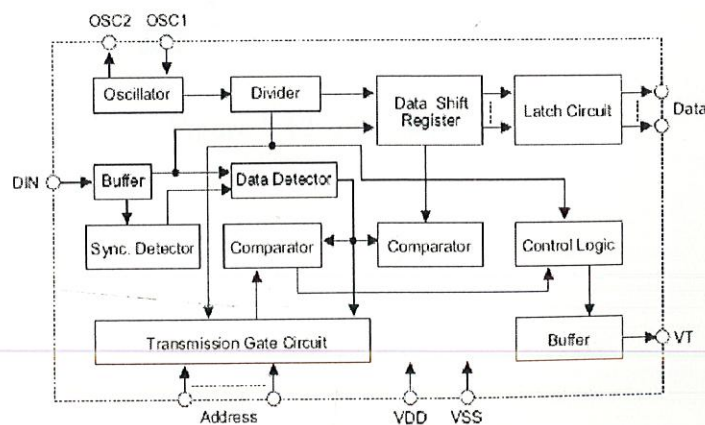 OSC2 OSC1
Oscillator
Divider
Data Shift
Register
Latch Circuit
Data
DIN
Buffer
Data Detector
Sync. Detector
Comparator
Comparator
Control Logic
Transmission Gate Circuit
Buffer
VT
Address
VDD
VSS